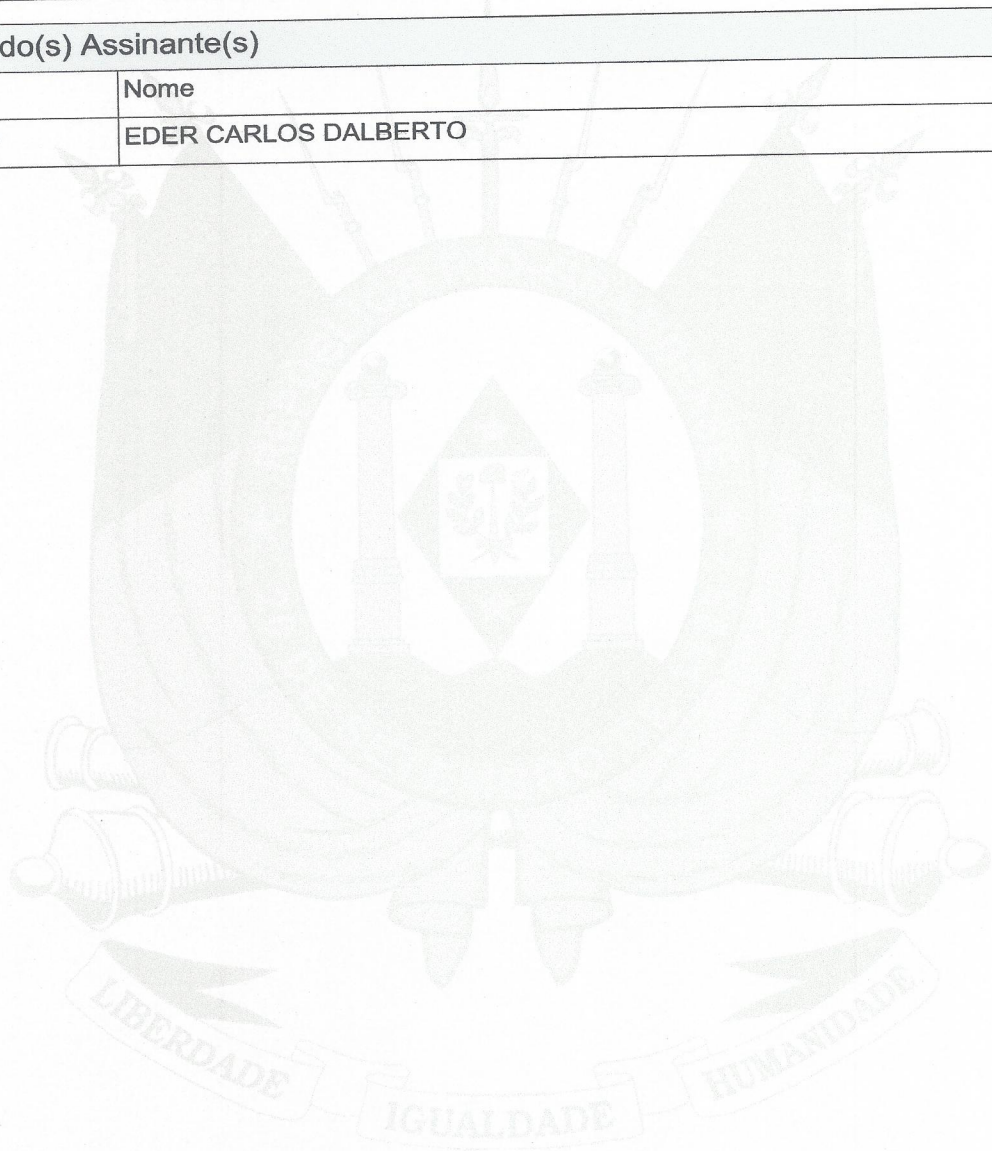 do(s) Assinante(s)
Nome
EDER CARLOS DALBERTO
LIBERDADE
IGUALDADE
HUMANIDADE